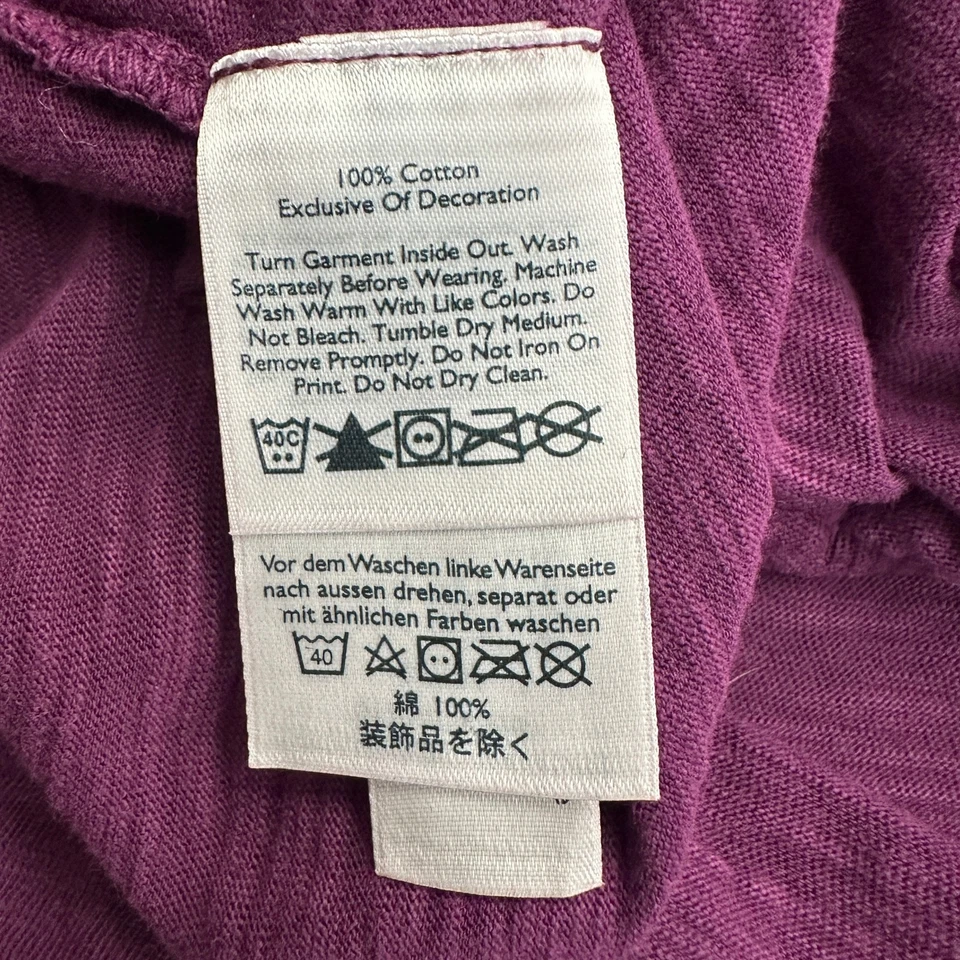 100% Cotton
Exclusive Of Decoration
Turn Garment Inside Out. Wash
Separately Before Wearing. Machine
Wash Warm With Like Colors. Do
Not Bleach. Tumble Dry Medium.
Remove Promptly. Do Not Iron On
Print. Do Not Dry Clean.
40C
Vor dem Waschen linke Warenseite
nach aussen drehen, separat oder
mit ähnlichen Farben waschen
40
綿 100%
装飾品を除く